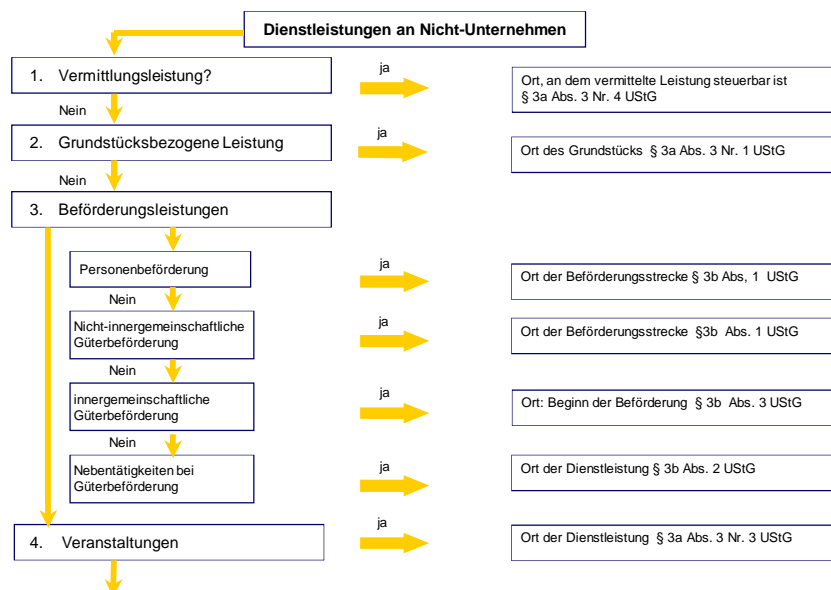 Dienstleistungen an Nicht-Unternehmen
1. Vermittlungsleistung?
ja
Ort, an dem vermittelte Leistung steuerbar ist
§ 3a Abs. 3 Nr. 4 UStG
Nein
2. Grundstücksbezogene Leistung
ja
Ort des Grundstücks § 3a Abs. 3 Nr. 1 UStG
Nein
3. Beförderungsleistungen
Personenbeförderung
ja
Ort der Beförderungsstrecke § 3b Abs, 1 UStG
Nein
Nicht-innergemeinschaftliche
Güterbeförderung
ja
Ort der Beförderungsstrecke §3b Abs. 1 UStG
Nein
innergemeinschaftliche
Güterbeförderung
ja
Ort: Beginn der Beförderung § 3b Abs. 3 UStG
Nein
Nebentätigkeiten bei
Güterbeförderung
ja
Ort der Dienstleistung § 3b Abs. 2 UStG
4. Veranstaltungen
ja
Ort der Dienstleistung § 3a Abs. 3 Nr. 3 UStG